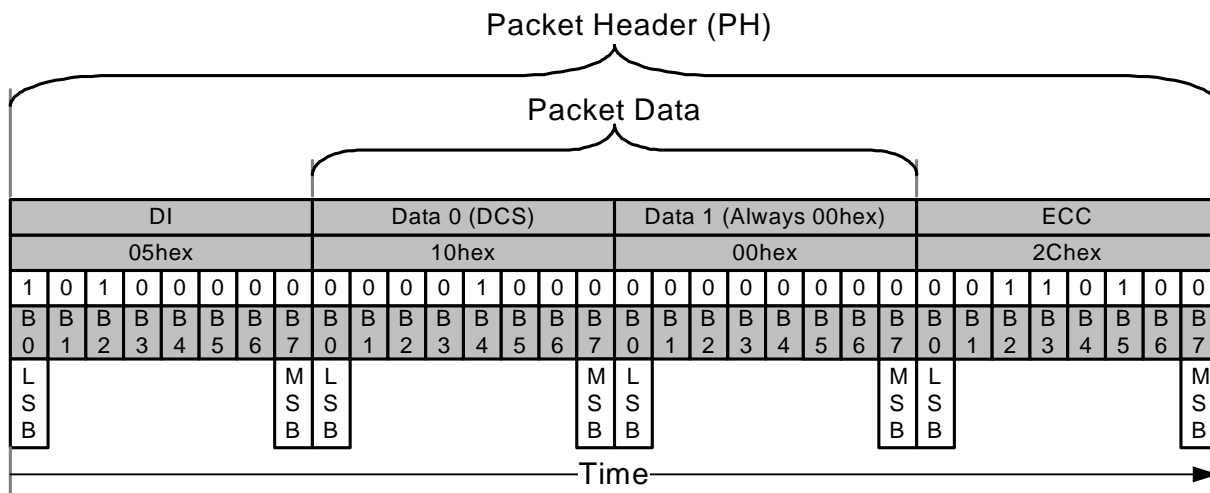 Packet Header (PH)
Packet Data
DI Data 0 (DCS) Data 1 (Always 00hex) ECC
05hex 10hex 00hex 2Chex
1 0 1 0 0 0 0 0 0 0 0 0 1 0 0 0 0 0 0 0 0 0 0 0 0 0 1 1 0 1 0 0
B B B B B B B B B B B B B B B B B B B B B B B B B B B B B B B B
0 1 2 3 4 5 6 7 0 1 2 3 4 5 6 7 0 1 2 3 4 5 6 7 0 1 2 3 4 5 6 7
L M L M L M L M
S S S S S S S S
B B B B B B B B
Time